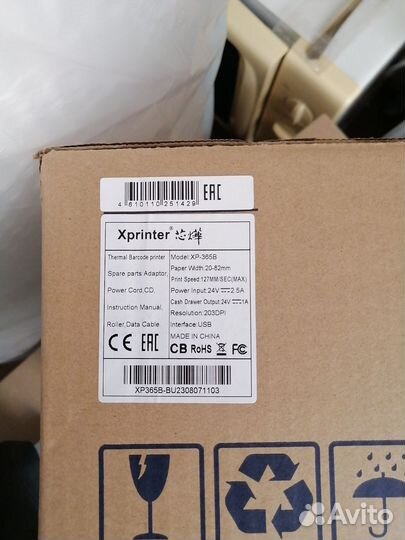 4 610110 251429
EAC
Xprinter® 芯烨
Thermal Barcode printer
Spare parts Adaptor,
Power Cord,CD,
Instruction Manual,
Roller,Data Cable.
Model:XP-365B
Paper Width:20-82mm
Print Speed:127MM/SEC(MAX)
Power Input:24V⎓2.5A
Cash Drawer Output:24V⎓1A
Resolution:203DPI
Interface:USB
MADE IN CHINA
CE EAC
CB RoHS FC
XP365B-BU2308071103
Avito